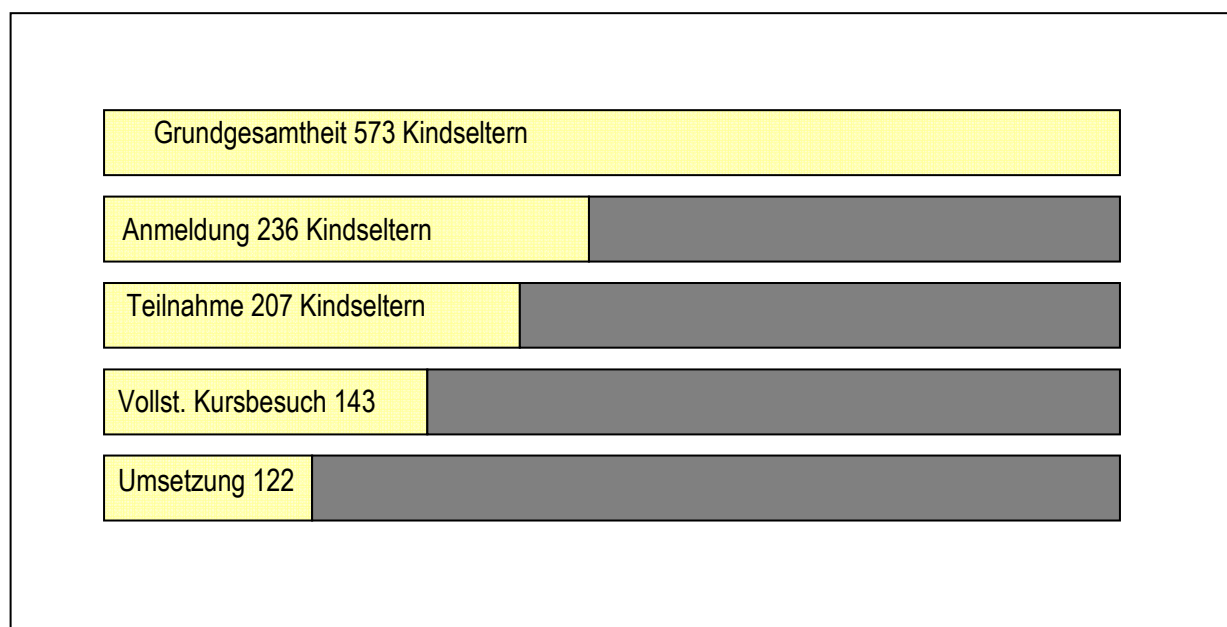 Grundgesamtheit 573 Kindseltern
Anmeldung 236 Kindseltern
Teilnahme 207 Kindseltern
Vollst. Kursbesuch 143
Umsetzung 122